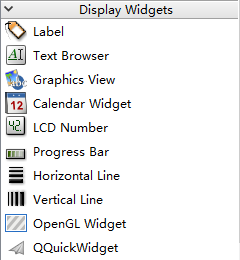 Display Widgets
Label
Text Browser
Graphics View
Calendar Widget
LCD Number
Progress Bar
Horizontal Line
Vertical Line
OpenGL Widget
QQuickWidget